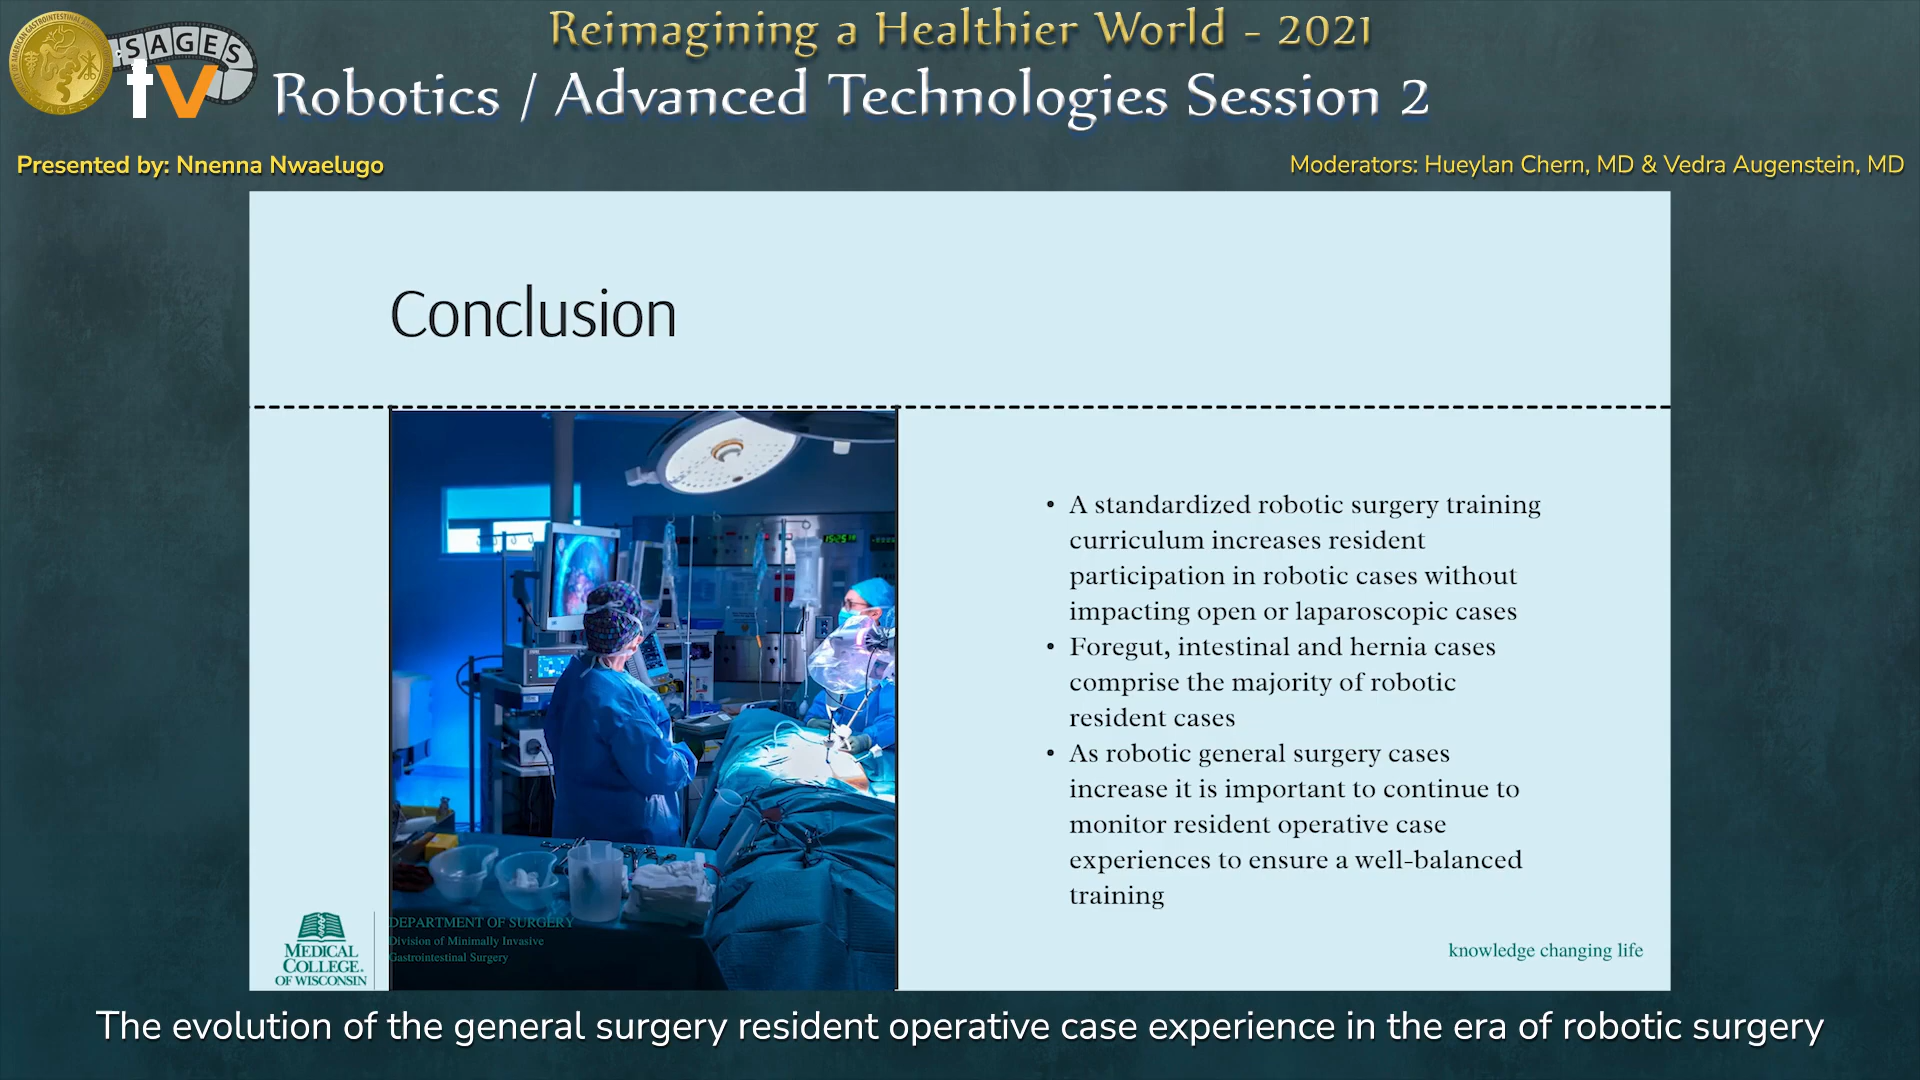 Reimagining a Healthier World - 2021
SAGES
tv
Robotics / Advanced Technologies Session 2
Presented by: Nnenna Nwaelugo
Moderators: Hueylan Chern, MD & Vedra Augenstein, MD
Conclusion
• A standardized robotic surgery training
curriculum increases resident
participation in robotic cases without
impacting open or laparoscopic cases
• Foregut, intestinal and hernia cases
comprise the majority of robotic
resident cases
• As robotic general surgery cases
increase it is important to continue to
monitor resident operative case
experiences to ensure a well-balanced
training
MEDICAL
COLLEGE.
OF WISCONSIN
DEPARTMENT OF SURGERY
Division of Minimally Invasive
Gastrointestinal Surgery
knowledge changing life
The evolution of the general surgery resident operative case experience in the era of robotic surgery